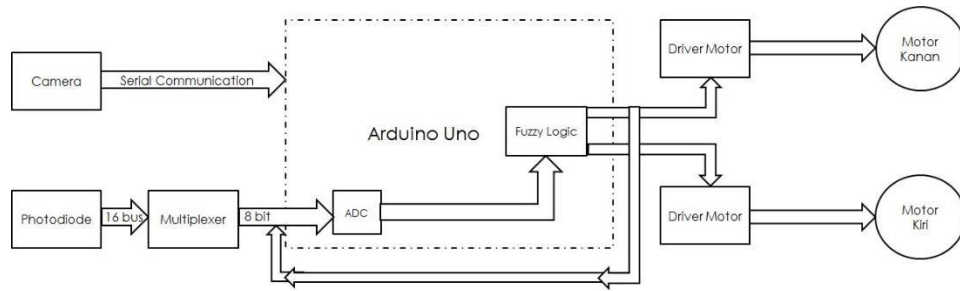 Camera
Serial Communication
Arduino Uno
Fuzzy Logic
Driver Motor
Motor
Kanan
Photodiode
16 bus
Multiplexer
8 bit
ADC
Driver Motor
Motor
Kiri